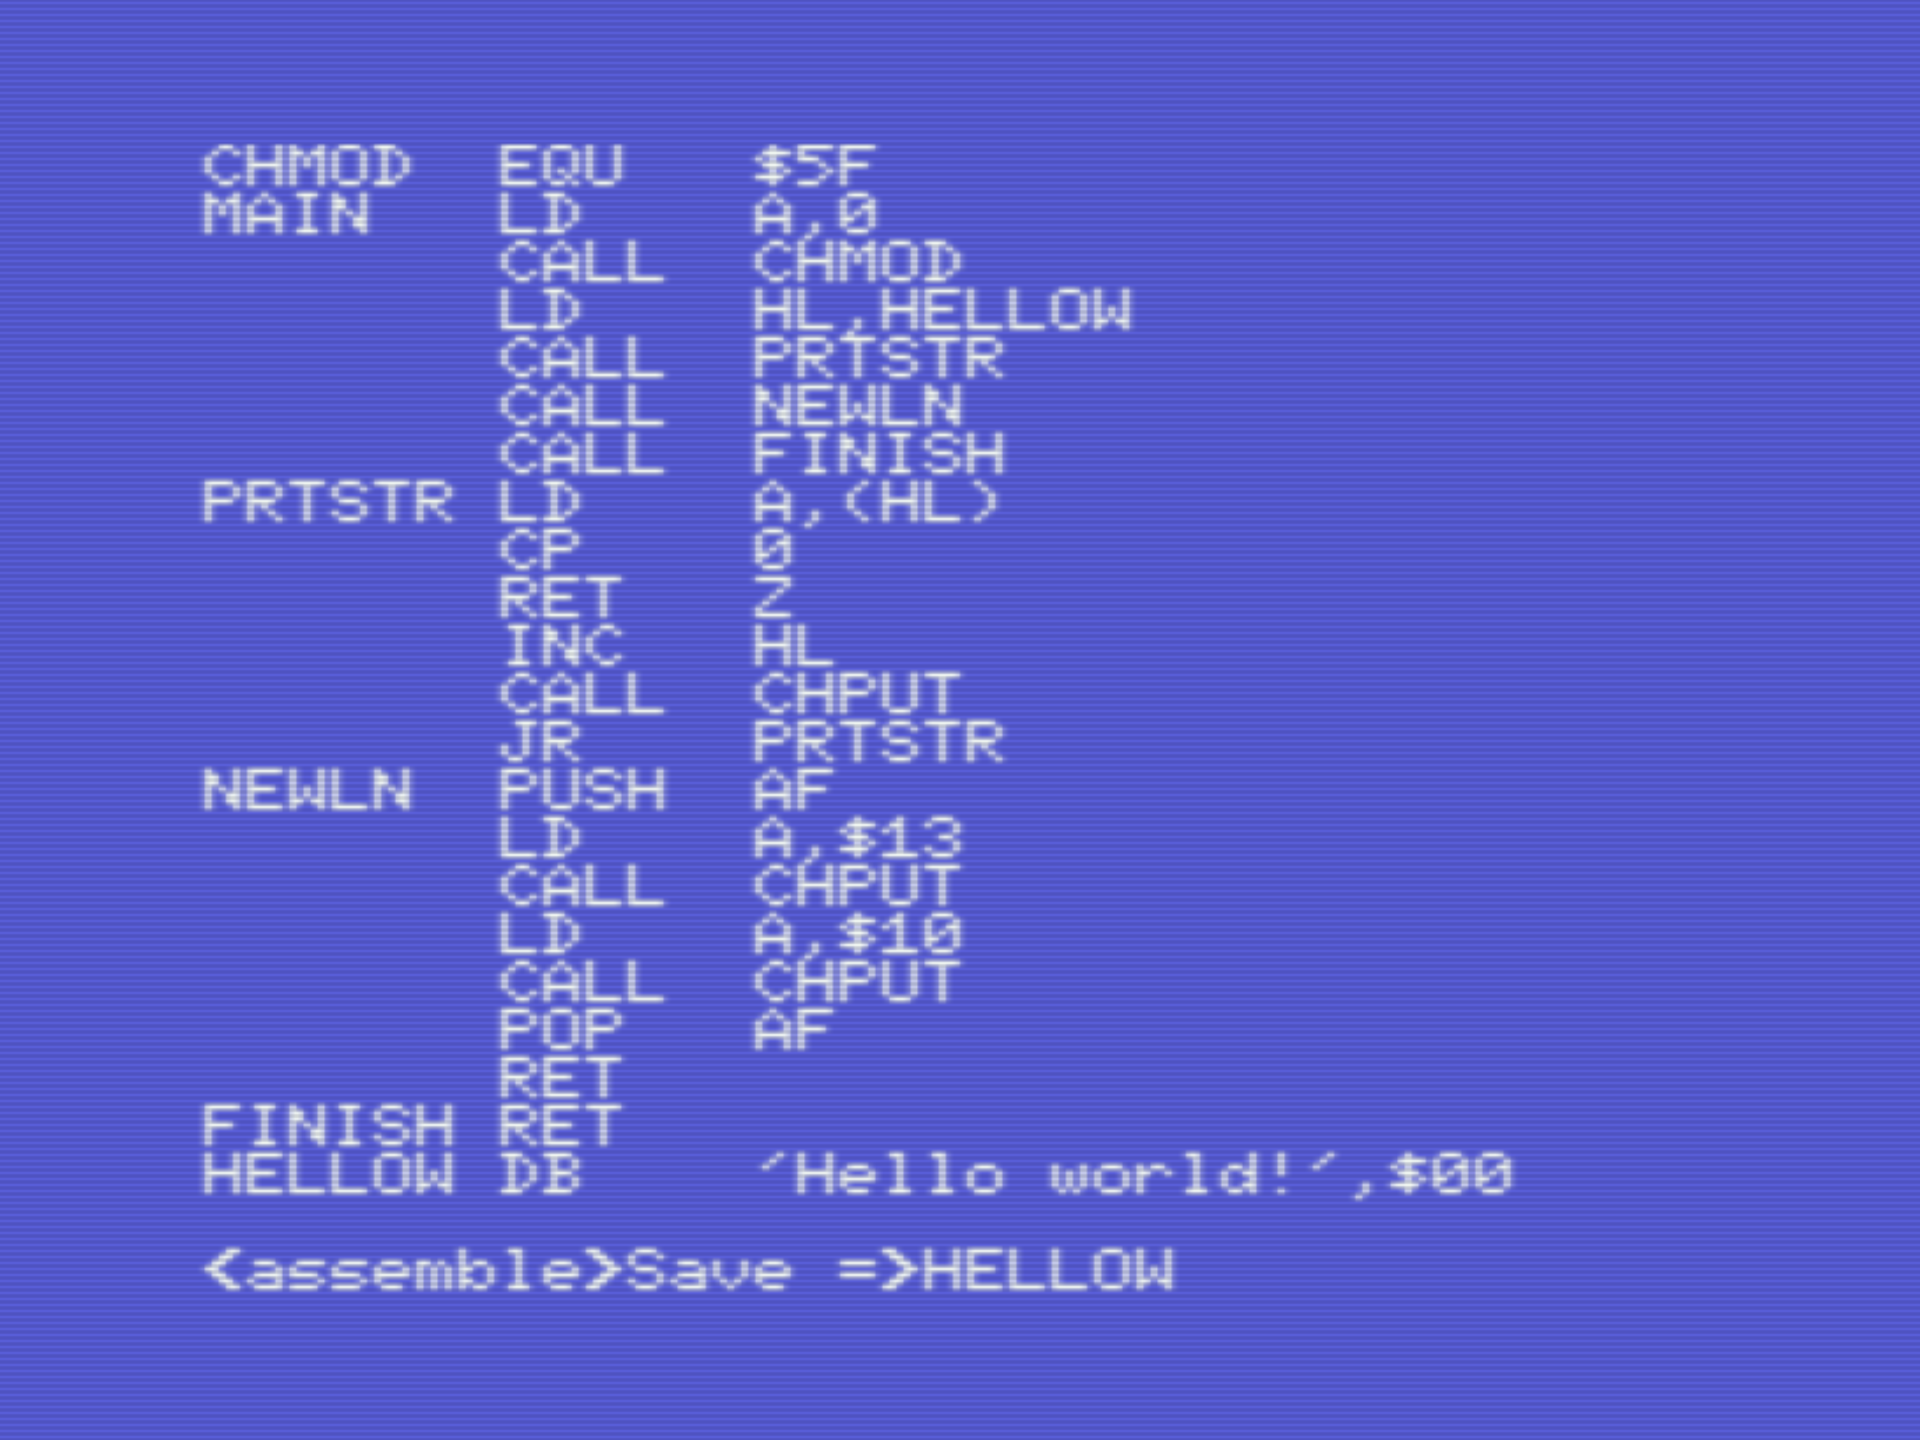 CHMOD  EQU   $5F
MAIN   LD    A,0
       CALL  CHMOD
       LD    HL,HELLOW
       CALL  PRTSTR
       CALL  NEWLN
       CALL  FINISH
PRTSTR LD    A,(HL)
       CP    0
       RET   Z
       INC   HL
       CALL  CHPUT
       JR    PRTSTR
NEWLN  PUSH  AF
       LD    A,$13
       CALL  CHPUT
       LD    A,$10
       CALL  CHPUT
       POP   AF
       RET
FINISH RET
HELLOW DB    ´Hello world!´,$00
<assemble>Save =>HELLOW